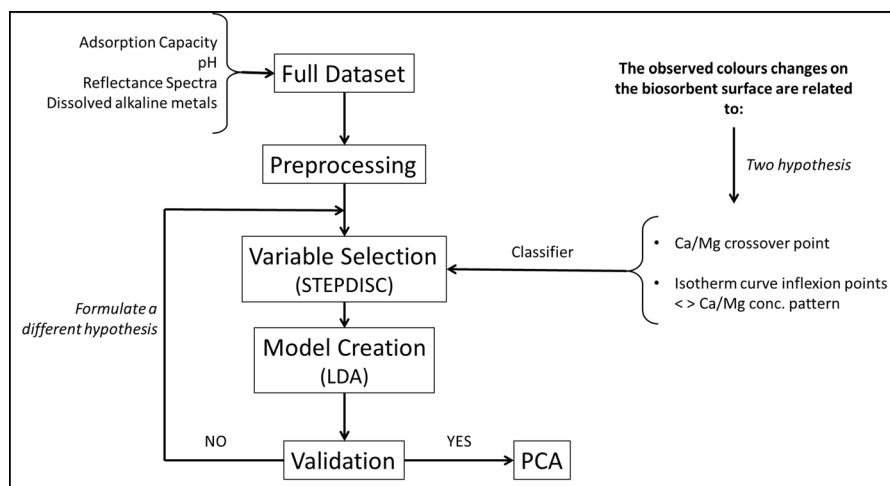 Adsorption Capacity
pH
Reflectance Spectra
Dissolved alkaline metals
Full Dataset
Preprocessing
Variable Selection
(STEPDISC)
Model Creation
(LDA)
Validation
NO
YES
PCA
Formulate a
different hypothesis
Classifier
The observed colours changes on
the biosorbent surface are related
to:
Two hypothesis
• Ca/Mg crossover point
• Isotherm curve inflexion points
< > Ca/Mg conc. pattern